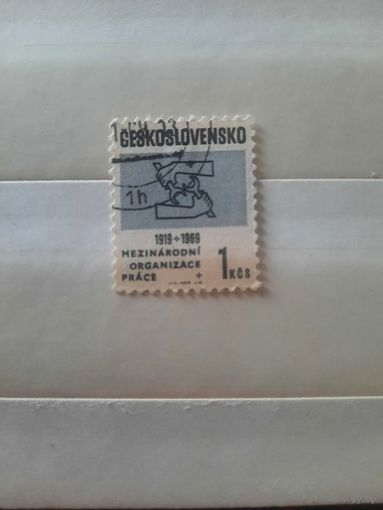 ČESKOSLOVENSKO
1h
1919+1969
MEZINÁRODNÍ
ORGANIZACE
PRÁCE +
1 KČS